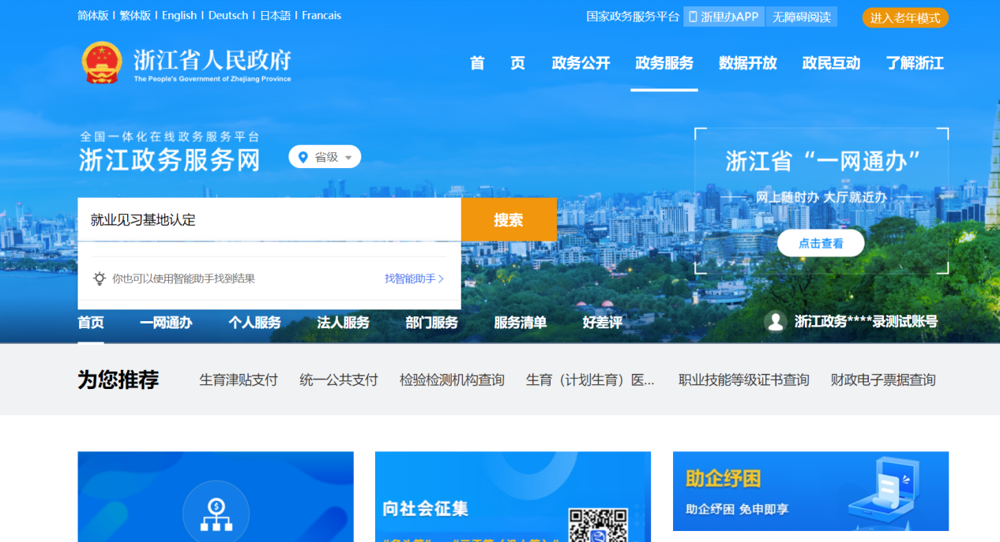 简体版 I 繁体版 I English I Deutsch I 日本語 I Francais
国家政务服务平台 浙里办APP 无障碍阅读 进入老年模式
浙江省人民政府
The People's Government of Zhejiang Province
首 页 政务公开 政务服务 数据开放 政民互动 了解浙江
全国一体化在线政务服务平台
浙江政务服务网
省级
浙江省“一网通办”
网上随时办 大厅就近办
点击查看
就业见习基地认定 搜索
你也可以使用智能助手找到结果 找智能助手
首页 一网通办 个人服务 法人服务 部门服务 服务清单 好差评 浙江政务****录测试账号
为您推荐 生育津贴支付 统一公共支付 检验检测机构查询 生育（计划生育）医... 职业技能等级证书查询 财政电子票据查询
向社会征集
助企纾困
助企纾困 免申即享